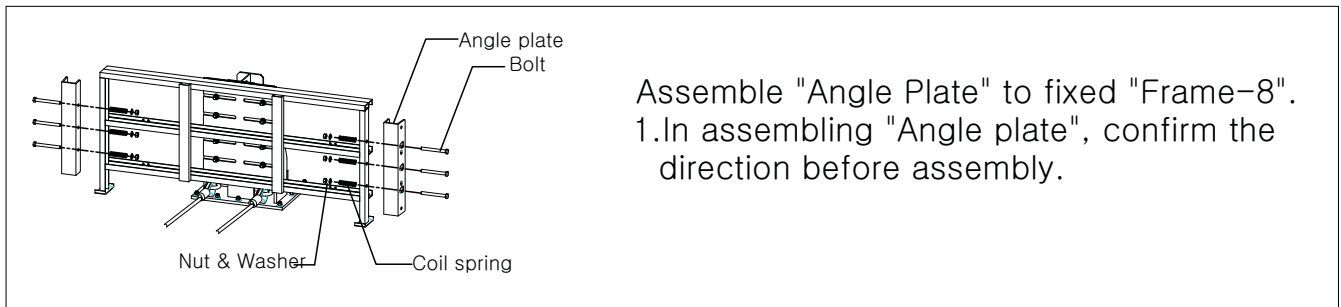 Angle plate
Bolt
Nut & Washer
Coil spring
Assemble "Angle Plate" to fixed "Frame-8".
1.In assembling "Angle plate", confirm the
direction before assembly.